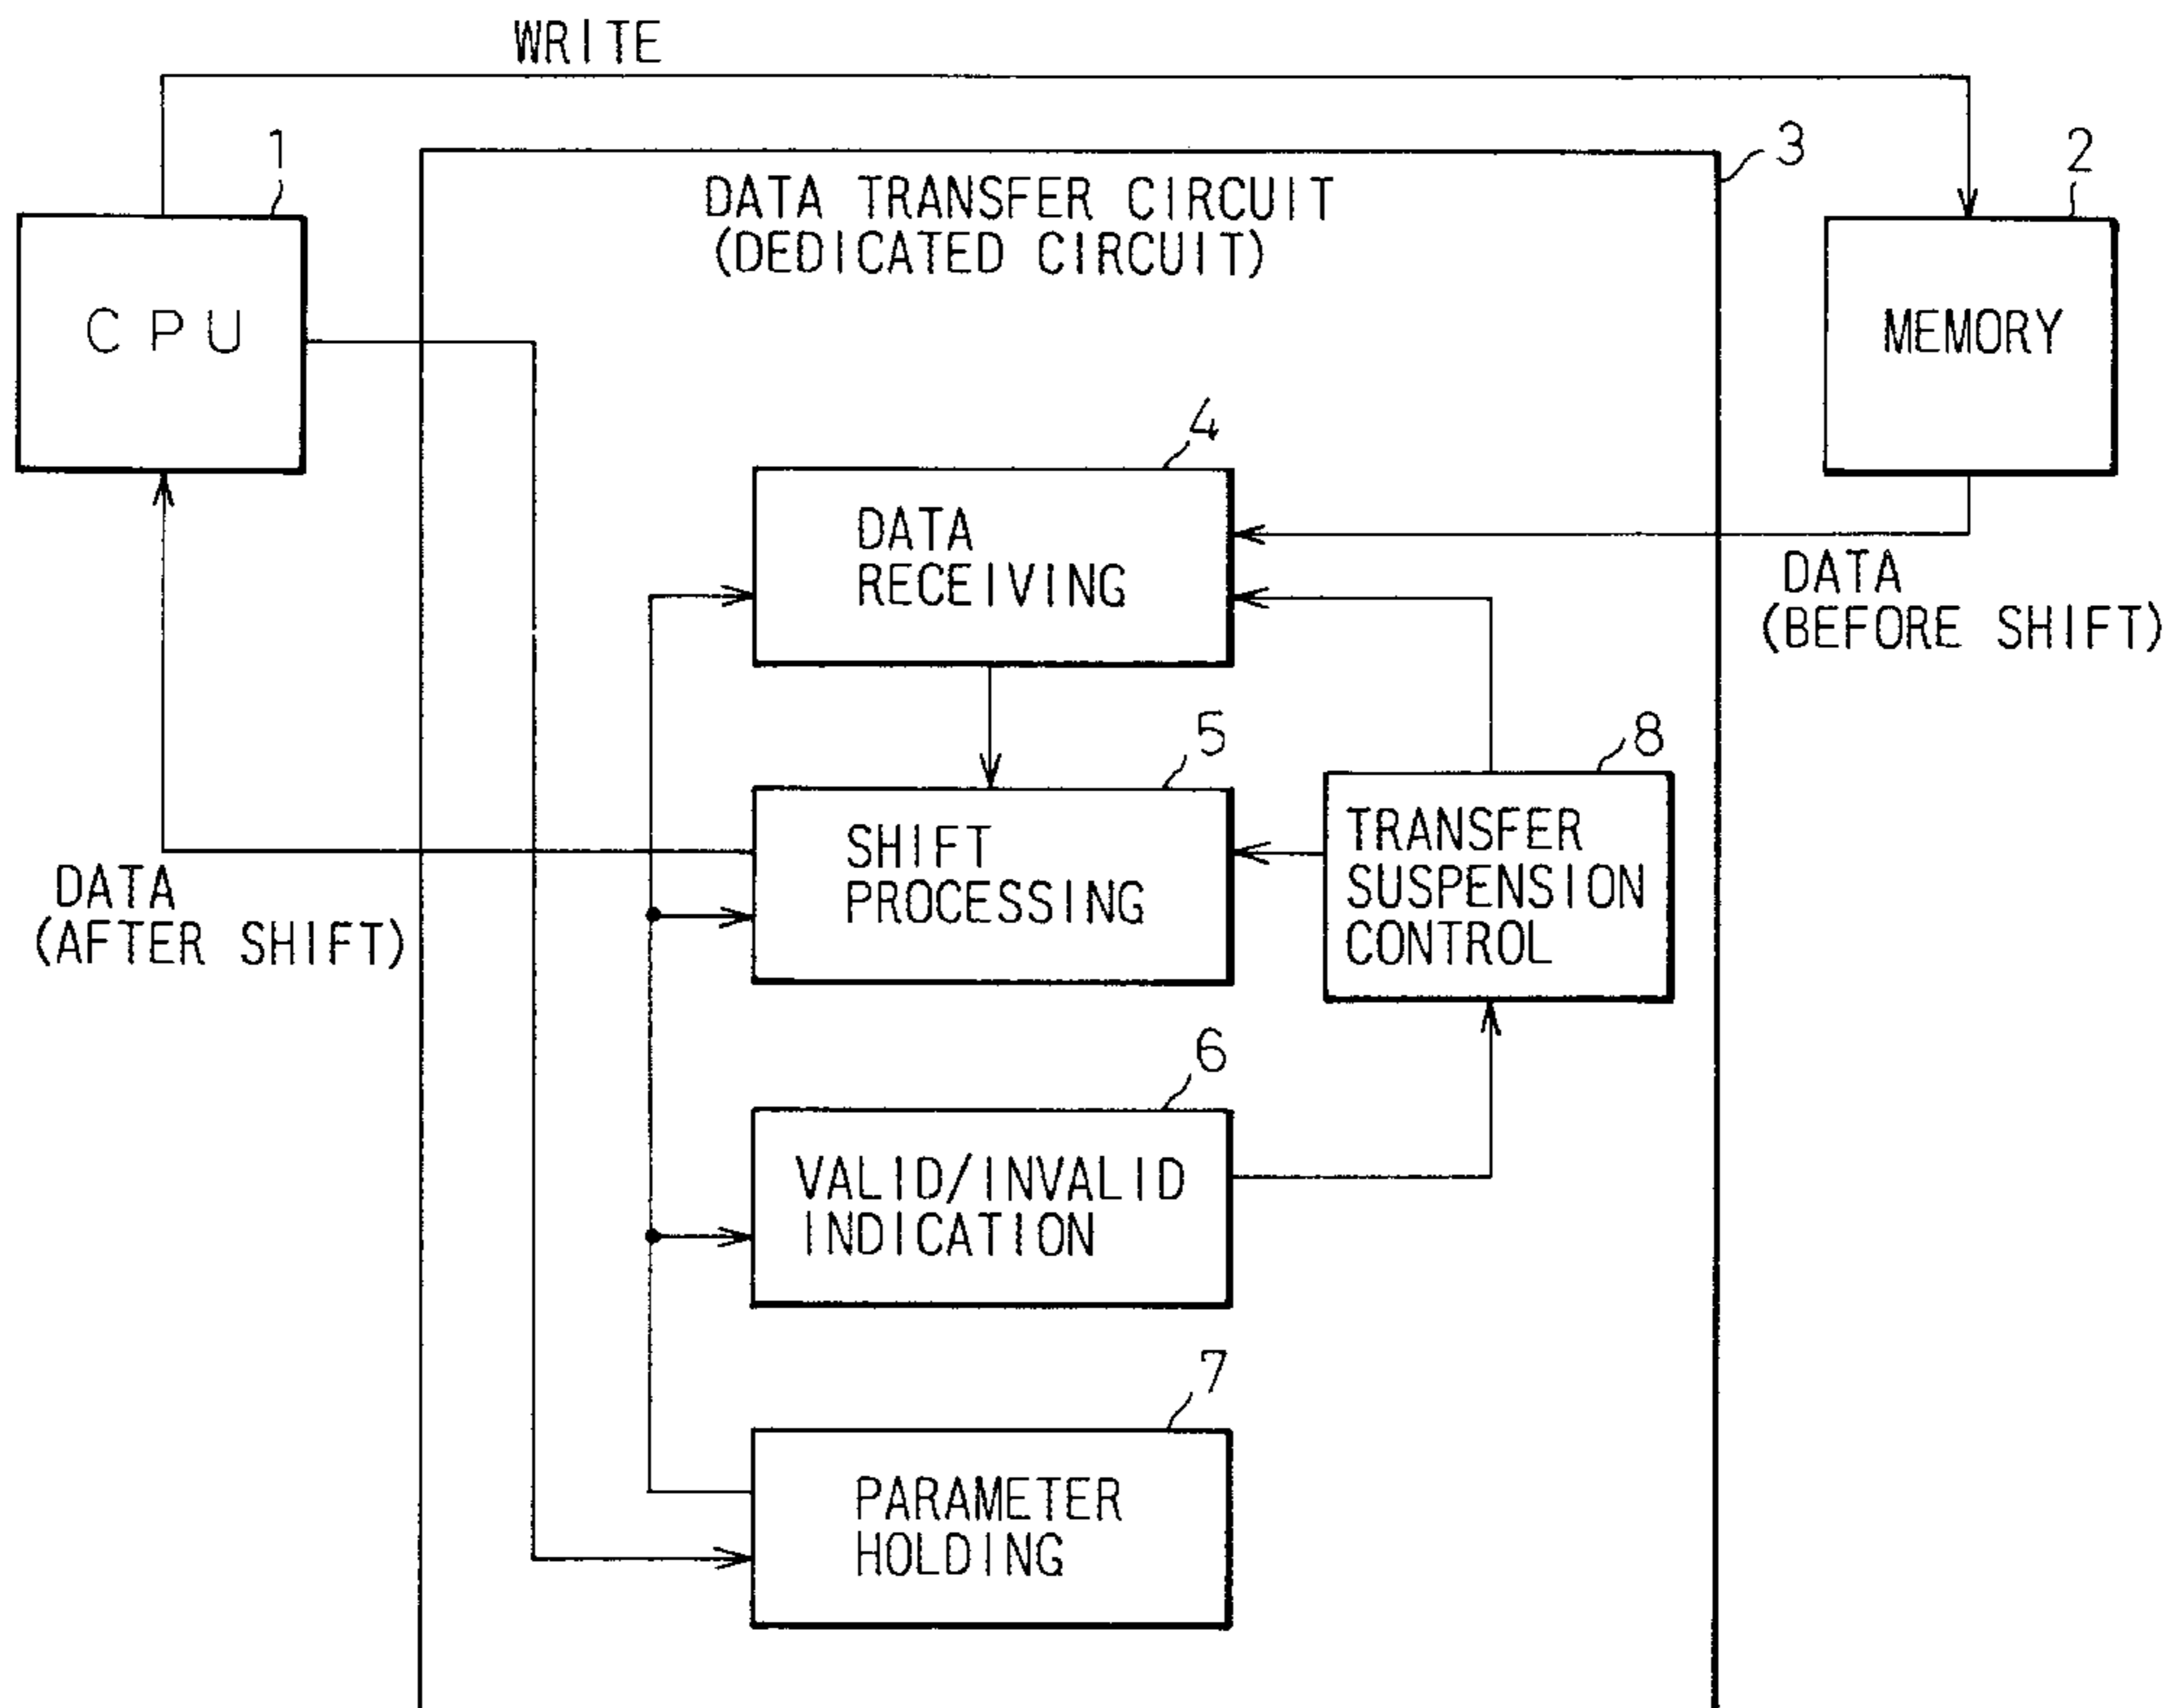 WRITE
1
3
2
DATA TRANSFER CIRCUIT
(DEDICATED CIRCUIT)
CPU
MEMORY
4
DATA
RECEIVING
DATA
(BEFORE SHIFT)
5
8
SHIFT
PROCESSING
TRANSFER
SUSPENSION
CONTROL
DATA
(AFTER SHIFT)
6
VALID/INVALID
INDICATION
7
PARAMETER
HOLDING